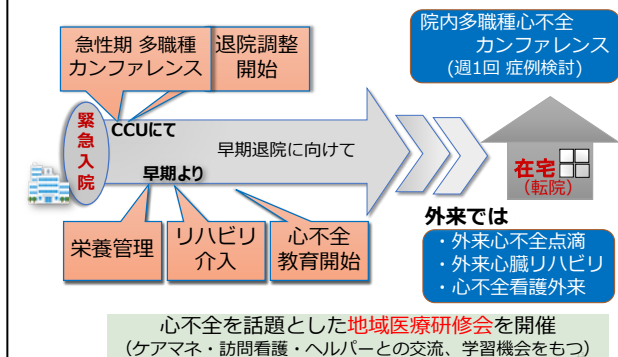 急性期 多職種
カンファレンス
退院調整
開始
院内多職種心不全
カンファレンス
(週1回 症例検討)
緊急入院
CCUにて
早期退院に向けて
早期より
在宅
(転院)
栄養管理
リハビリ
介入
心不全
教育開始
外来では
・外来心不全点滴
・外来心臓リハビリ
・心不全看護外来
心不全を話題とした地域医療研修会を開催
（ケアマネ・訪問看護・ヘルパーとの交流、学習機会をもつ）